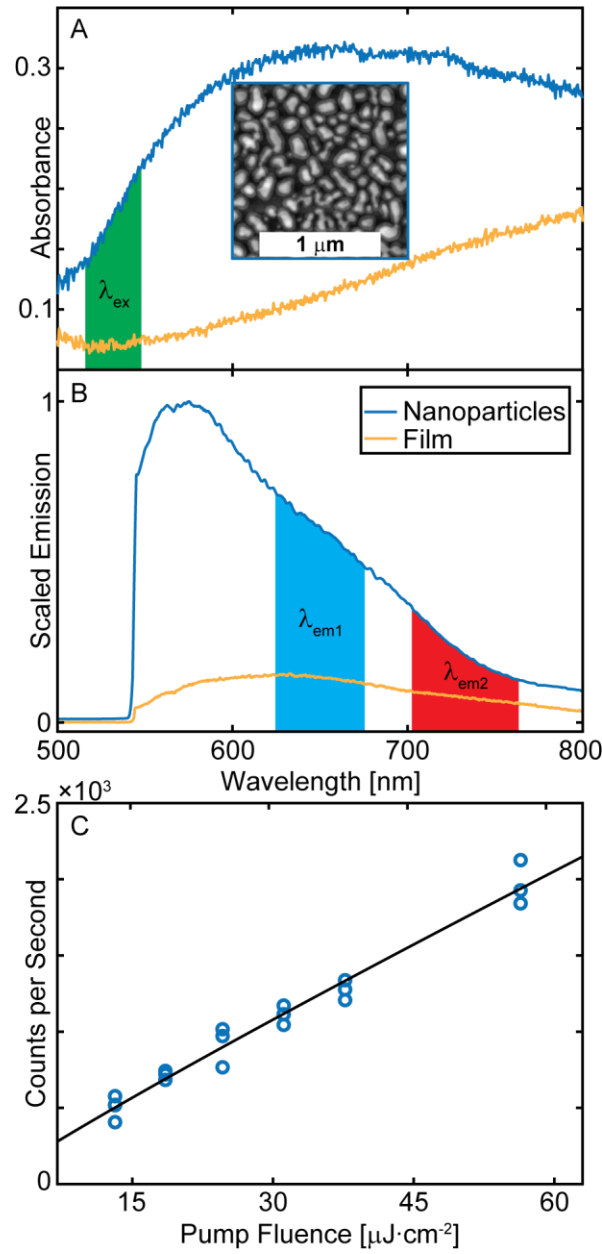 A
0.3
Absorbance
1 μm
0.1
λex
B
1
Nanoparticles
Film
Scaled Emission
λem1
λem2
0
500 600 700 800
Wavelength [nm]
2.5 ×10³
C
Counts per Second
0
15 30 45 60
Pump Fluence [μJ·cm⁻²]